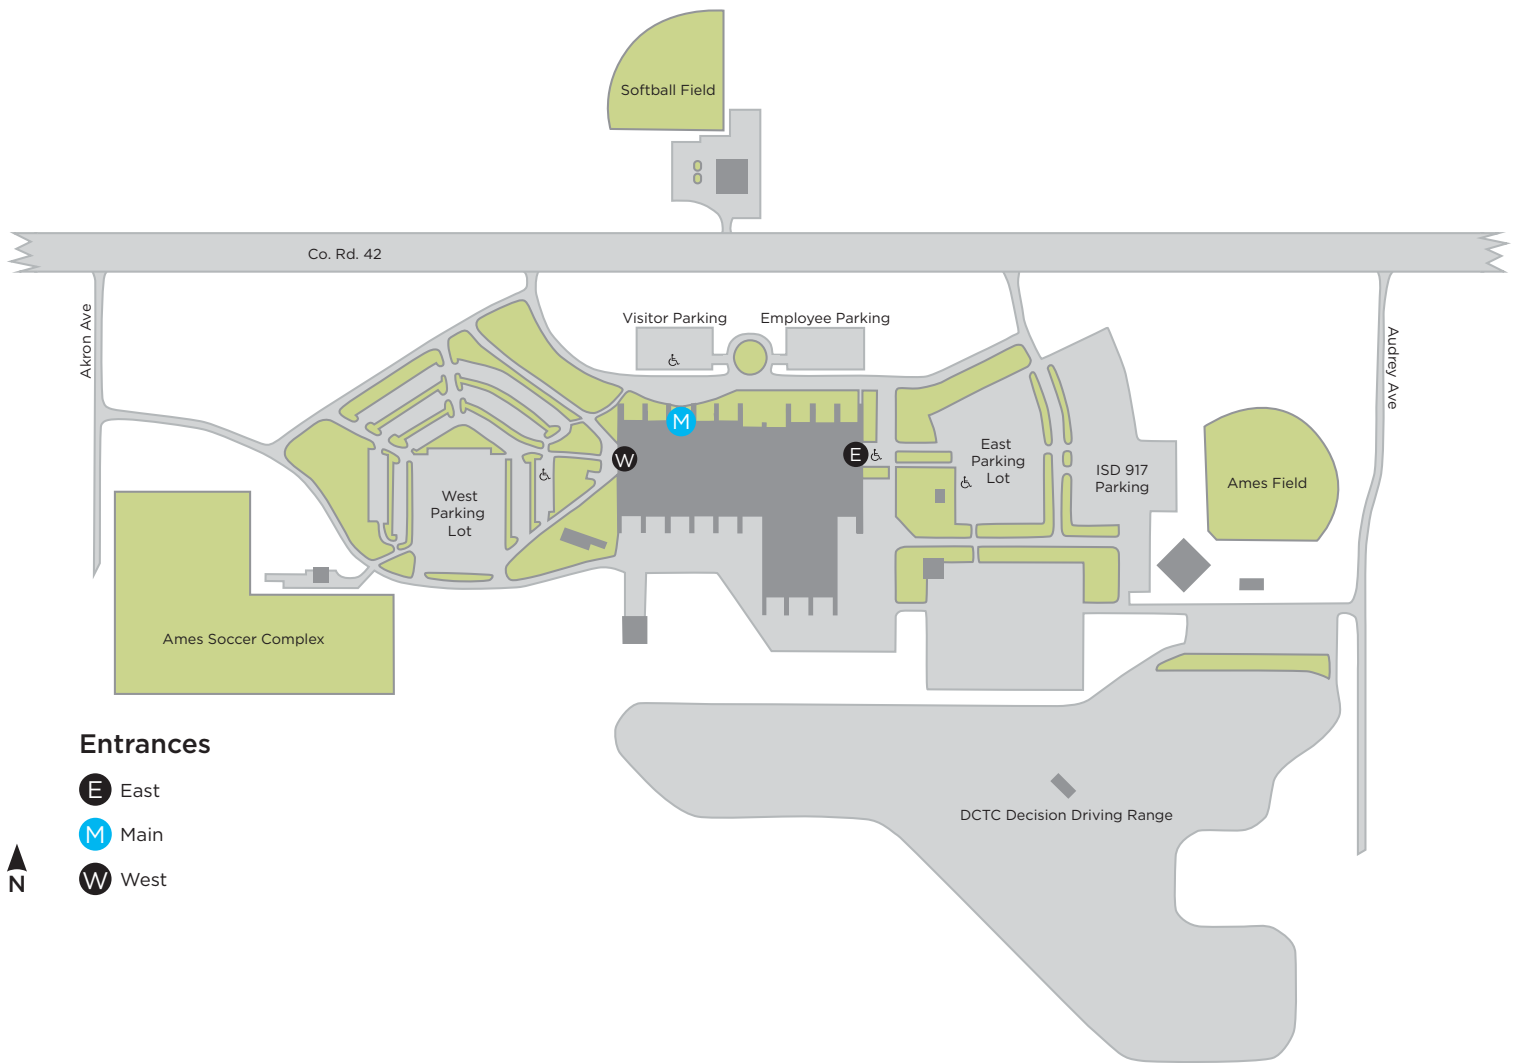 Softball Field
Co. Rd. 42
Akron Ave
Visitor Parking
Employee Parking
Audrey Ave
M
W
E
East
Parking
Lot
ISD 917
Parking
Ames Field
West
Parking
Lot
Ames Soccer Complex
Entrances
E East
M Main
W West
N
DCTC Decision Driving Range